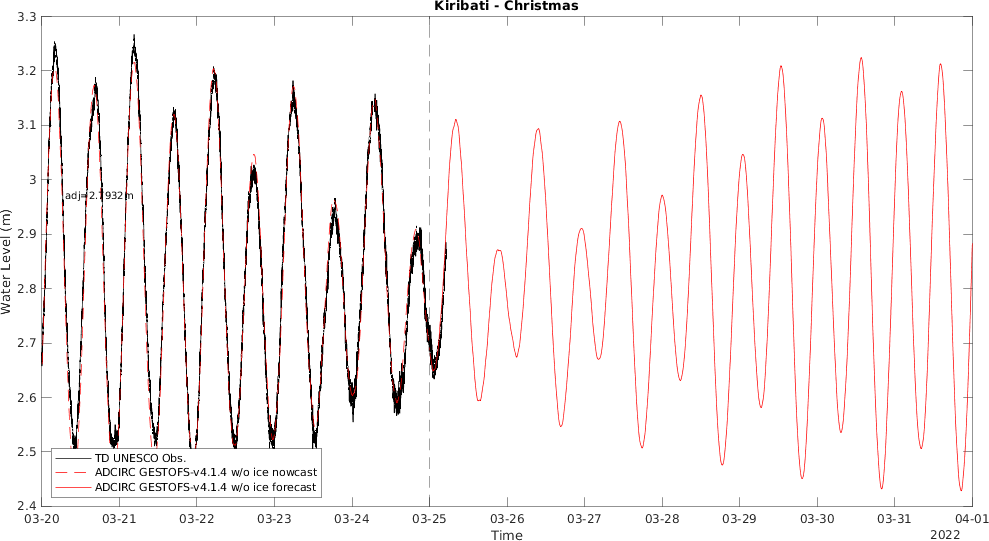 Kiribati - Christmas
3.3
3.2
3.1
3
2.9
2.8
2.7
2.6
2.5
2.4
Water Level (m)
adj=2.7932m
TD UNESCO Obs.
ADCIRC GESTOFS-v4.1.4 w/o ice nowcast
ADCIRC GESTOFS-v4.1.4 w/o ice forecast
03-20 03-21 03-22 03-23 03-24 03-25 03-26 03-27 03-28 03-29 03-30 03-31 04-01
Time
2022